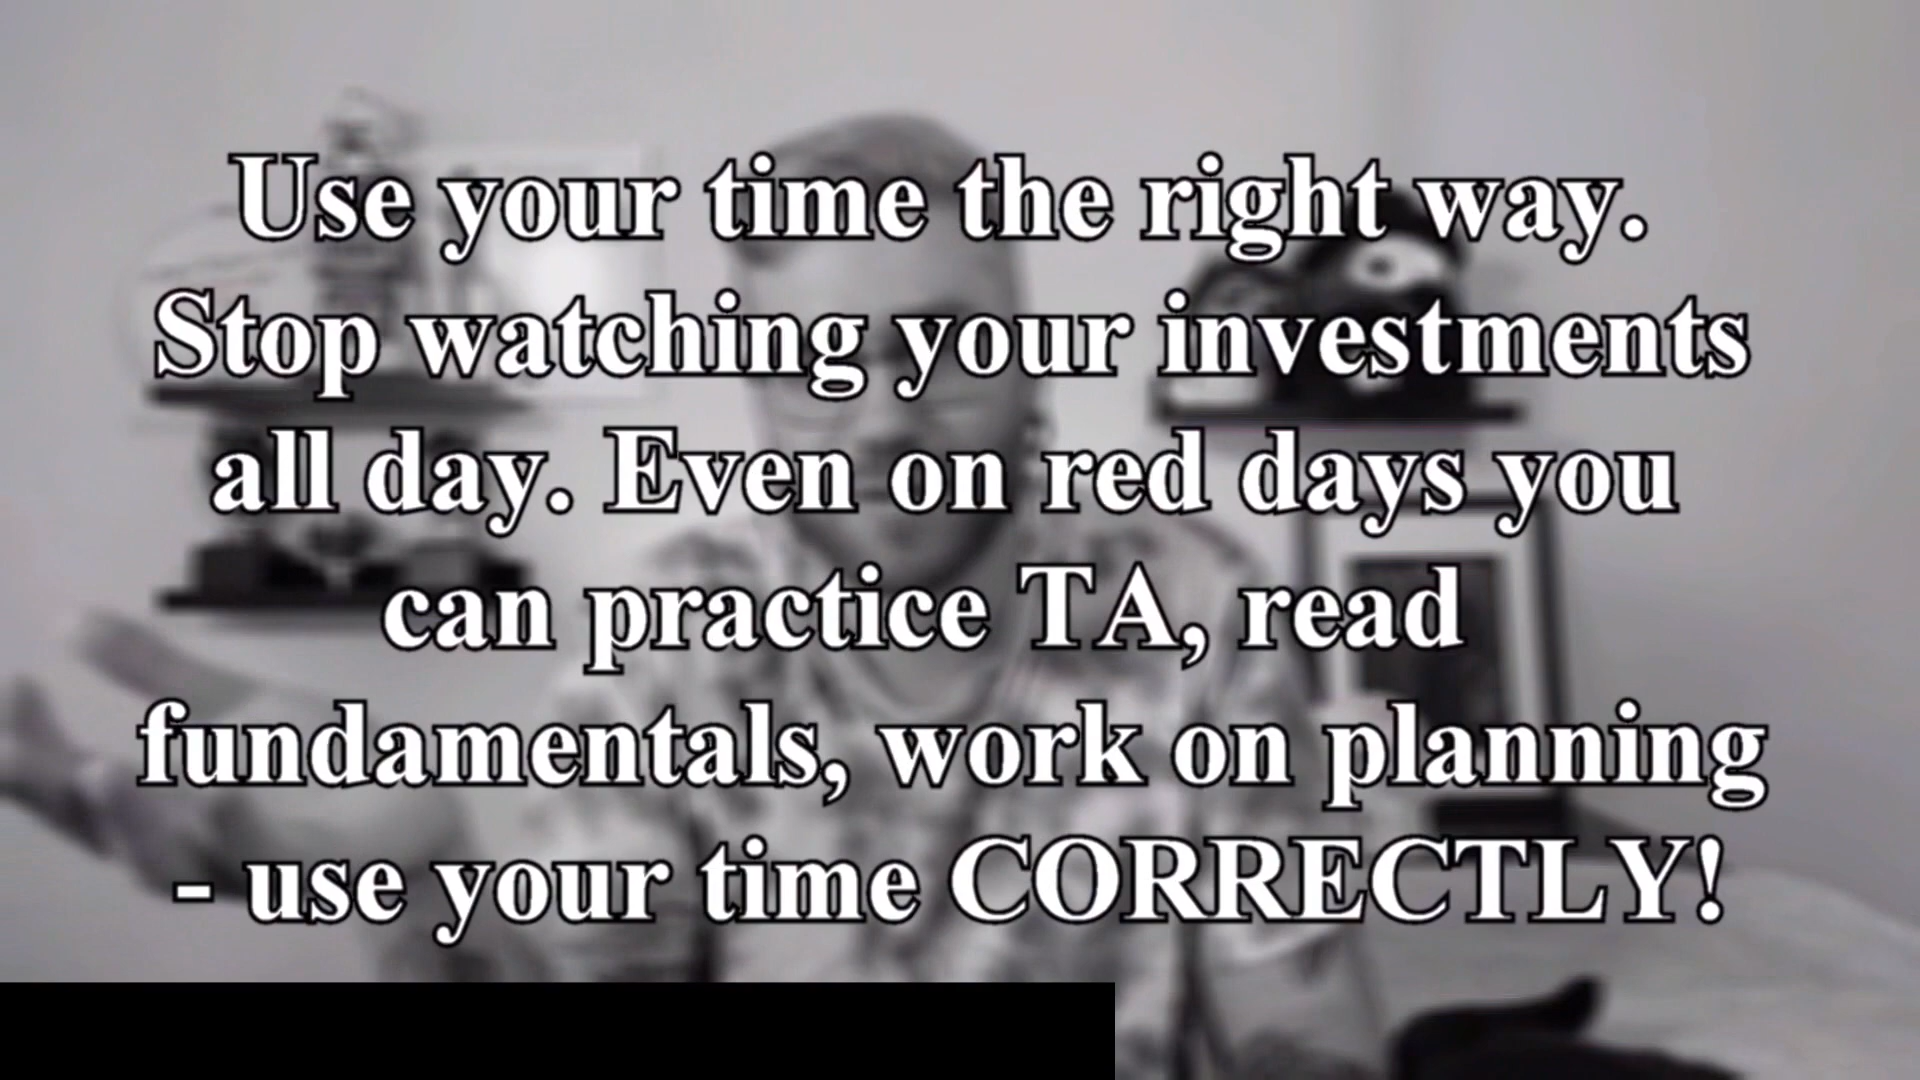 Use your time the right way.
Stop watching your investments
all day. Even on red days you
can practice TA, read
fundamentals, work on planning
- use your time CORRECTLY!